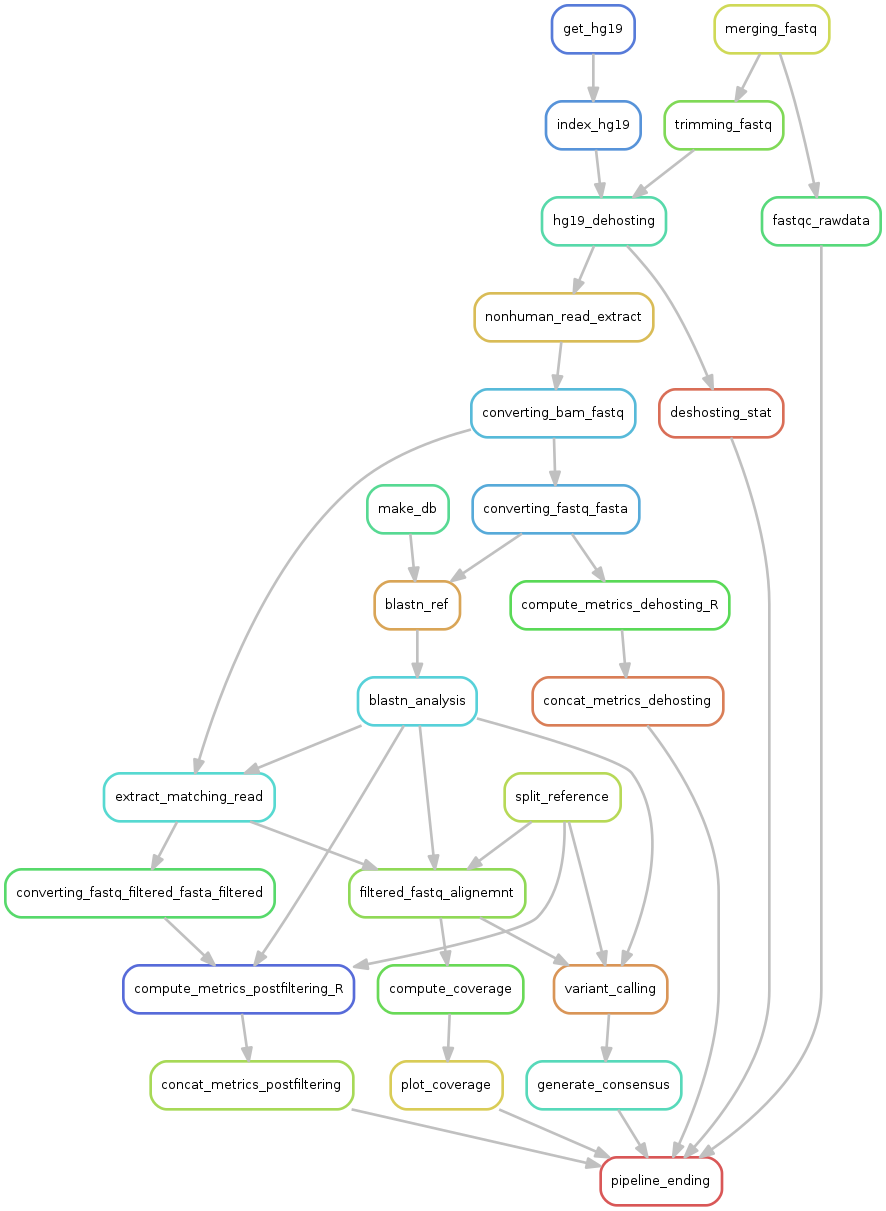 get_hg19
merging_fastq
index_hg19
trimming_fastq
hg19_dehosting
fastqc_rawdata
nonhuman_read_extract
converting_bam_fastq
deshosting_stat
make_db
converting_fastq_fasta
blastn_ref
compute_metrics_dehosting_R
blastn_analysis
concat_metrics_dehosting
extract_matching_read
split_reference
converting_fastq_filtered_fasta_filtered
filtered_fastq_alignemnt
compute_metrics_postfiltering_R
compute_coverage
variant_calling
concat_metrics_postfiltering
plot_coverage
generate_consensus
pipeline_ending